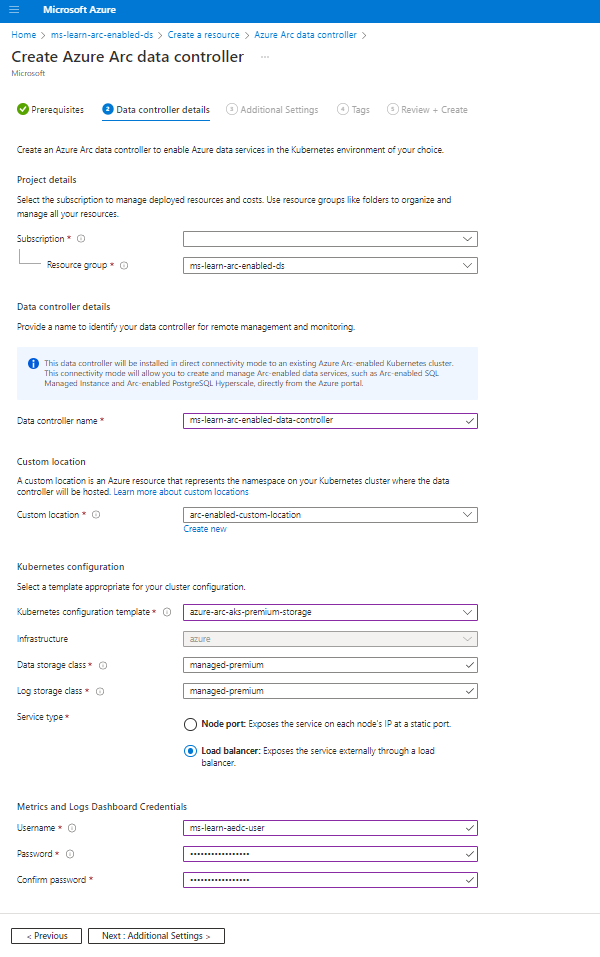 Microsoft Azure
Home > ms-learn-arc-enabled-ds > Create a resource > Azure Arc data controller >
Create Azure Arc data controller ...
Microsoft
Prerequisites 2 Data controller details 3 Additional Settings 4 Tags 5 Review + Create
Create an Azure Arc data controller to enable Azure data services in the Kubernetes environment of your choice.
Project details
Select the subscription to manage deployed resources and costs. Use resource groups like folders to organize and
manage all your resources.
Subscription *
Resource group * ms-learn-arc-enabled-ds
Data controller details
Provide a name to identify your data controller for remote management and monitoring.
This data controller will be installed in direct connectivity mode to an existing Azure Arc-enabled Kubernetes cluster.
This connectivity mode will allow you to create and manage Arc-enabled data services, such as Arc-enabled SQL
Managed Instance and Arc-enabled PostgreSQL Hyperscale, directly from the Azure portal.
Data controller name * ms-learn-arc-enabled-data-controller
Custom location
A custom location is an Azure resource that represents the namespace on your Kubernetes cluster where the data
controller will be hosted. Learn more about custom locations
Custom location * arc-enabled-custom-location
Create new
Kubernetes configuration
Select a template appropriate for your cluster configuration.
Kubernetes configuration template * azure-arc-aks-premium-storage
Infrastructure azure
Data storage class * managed-premium
Log storage class * managed-premium
Service type *
Node port: Exposes the service on each node's IP at a static port.
Load balancer: Exposes the service externally through a load
balancer.
Metrics and Logs Dashboard Credentials
Username * ms-learn-aedc-user
Password * •••••••••••••••••
Confirm password * •••••••••••••••••
< Previous Next : Additional Settings >